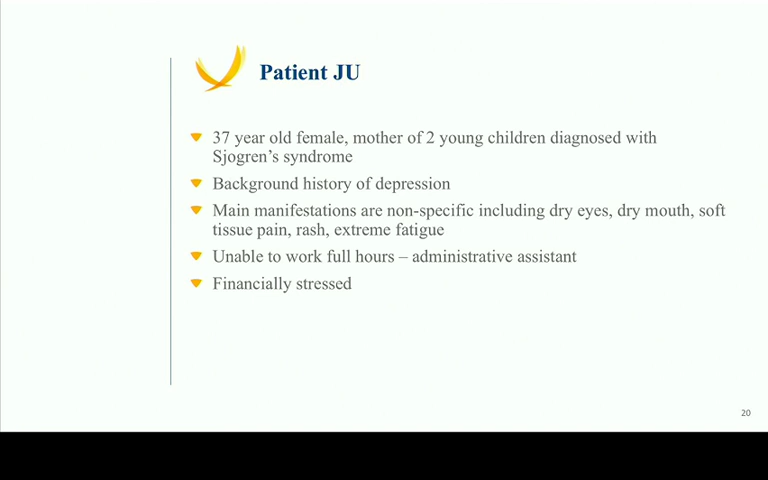 Patient JU
37 year old female, mother of 2 young children diagnosed with
Sjogren’s syndrome
Background history of depression
Main manifestations are non-specific including dry eyes, dry mouth, soft
tissue pain, rash, extreme fatigue
Unable to work full hours – administrative assistant
Financially stressed
20